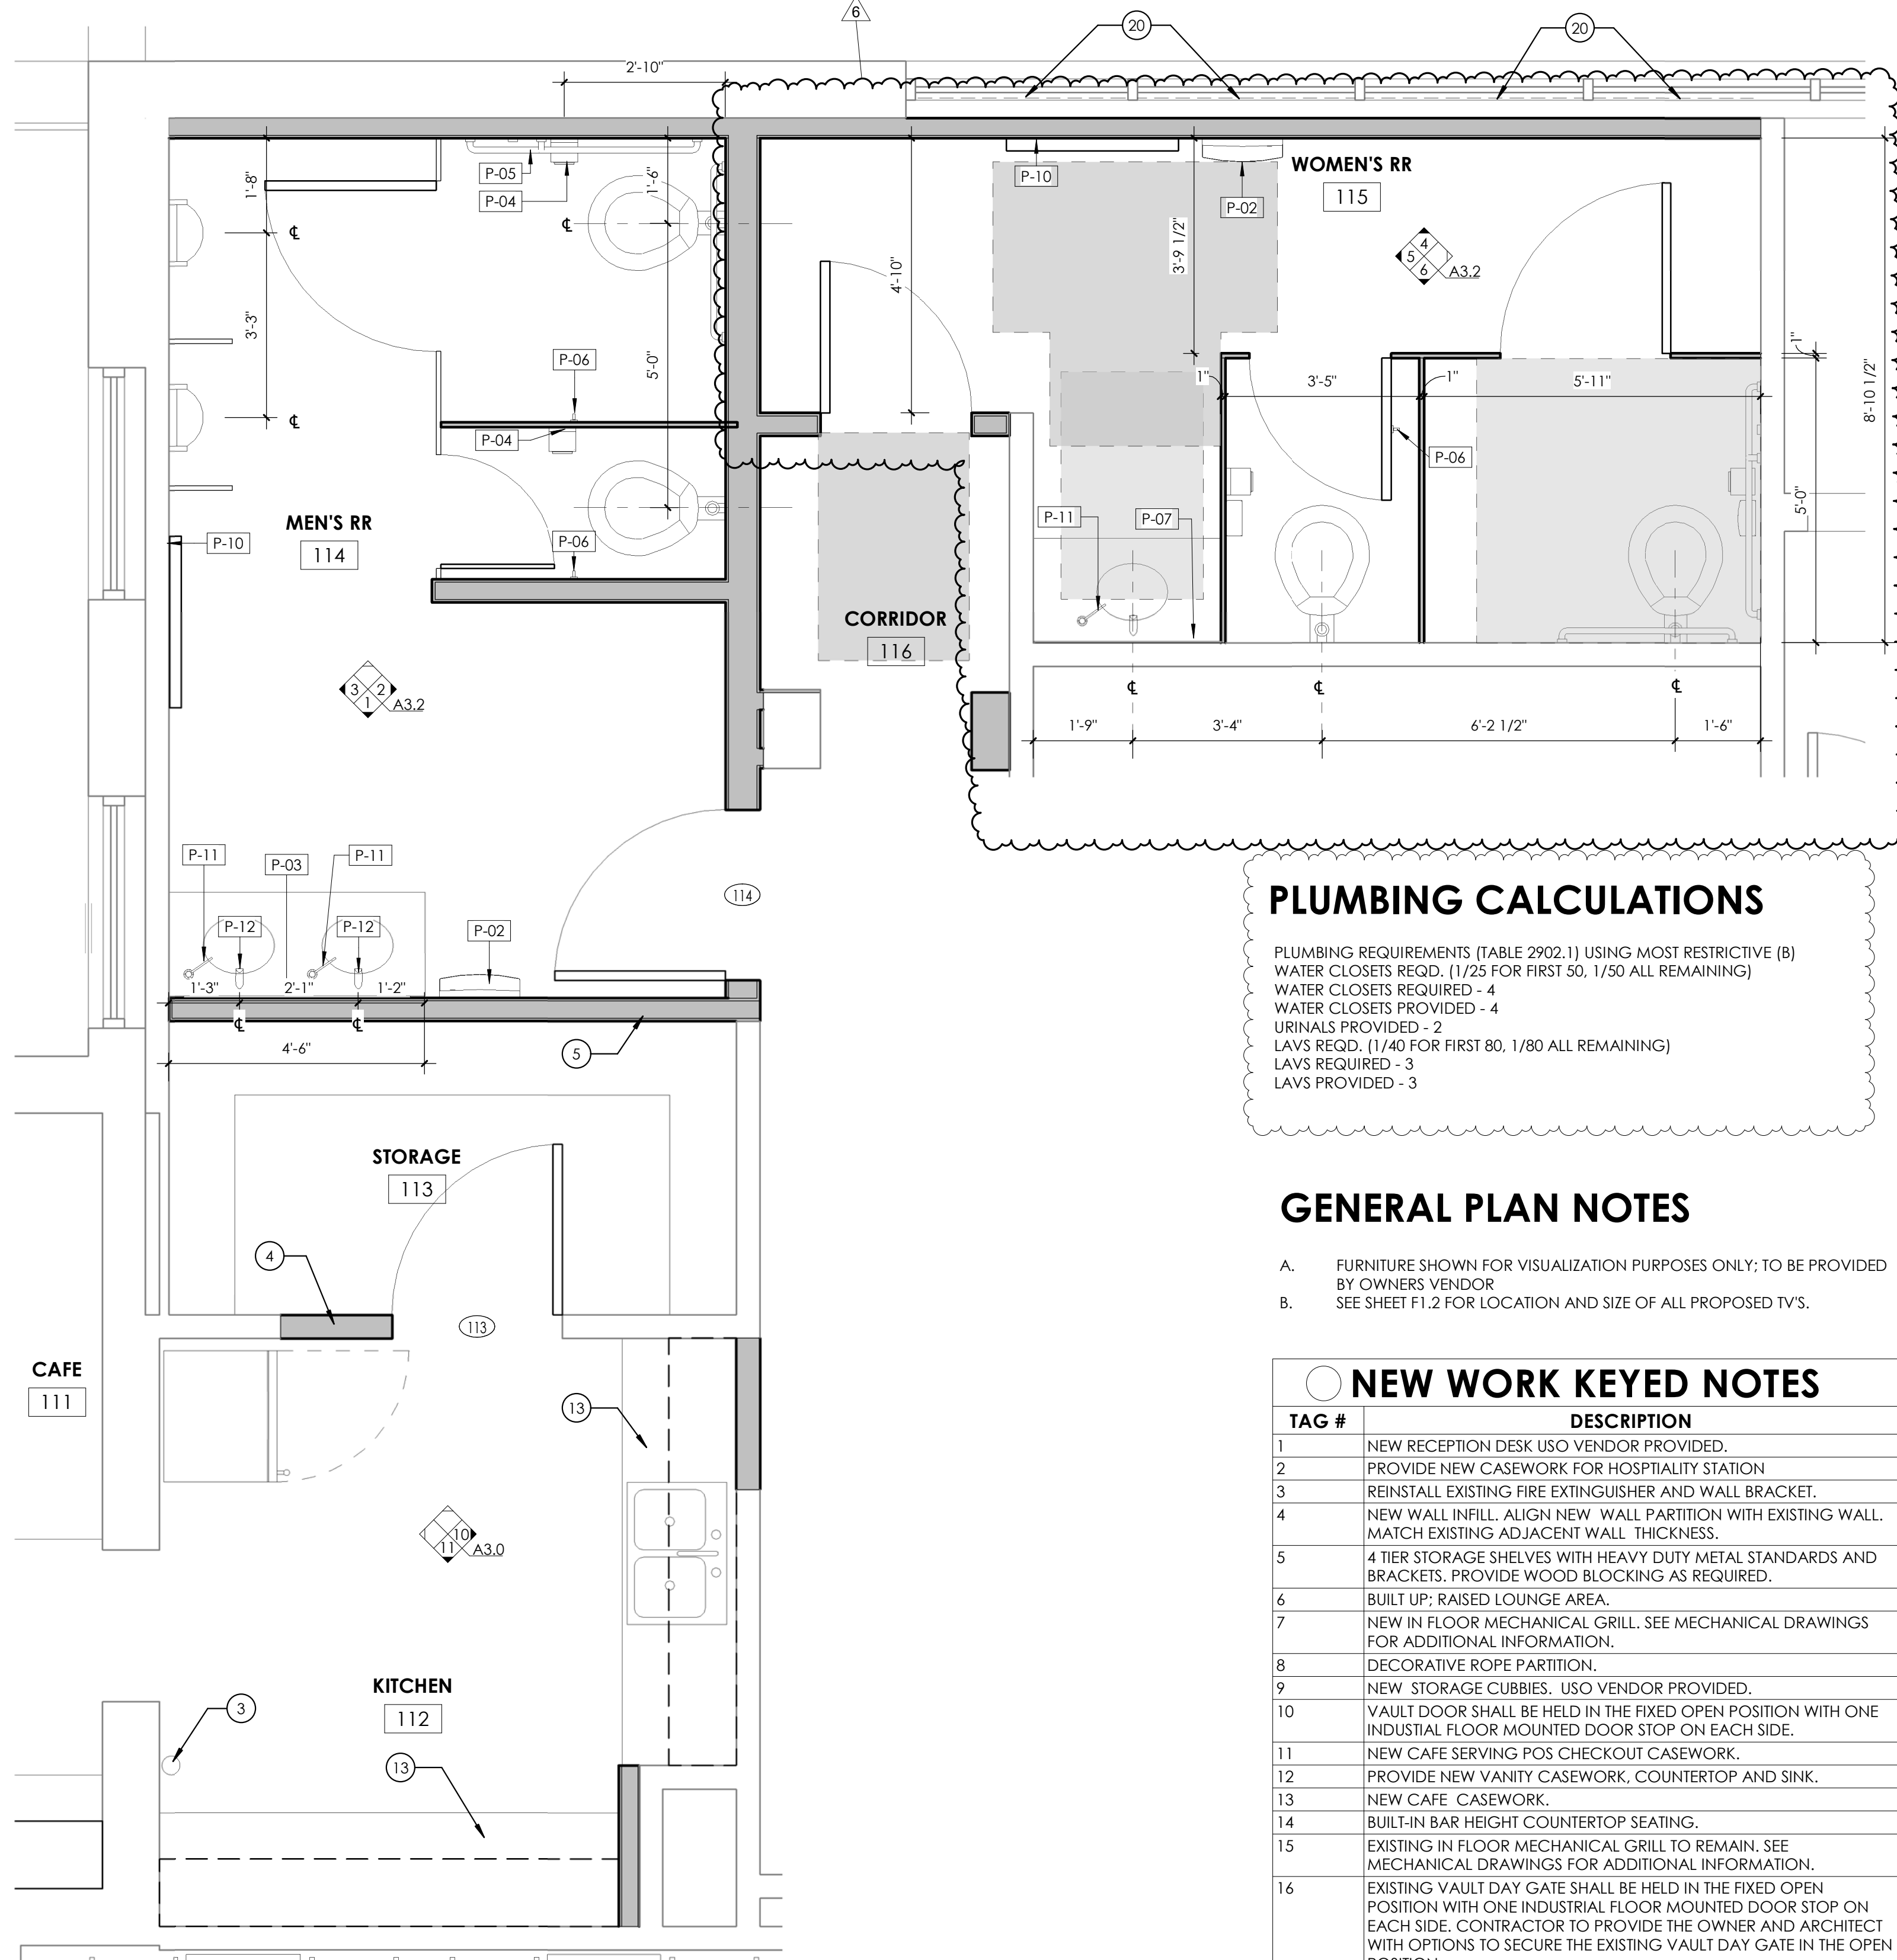 6
20
20
2'-10"
1'-8"
P-05
P-04
1'-6"
℄
℄
3'-3"
5'-0"
P-06
℄
P-04
P-06
MEN'S RR
114
P-10
3
2
1
A3.2
4'-10"
P-10
P-02
WOMEN'S RR
115
3'-9 1/2"
4
5
6
A3.2
1"
3'-5"
1"
5'-11"
1"
8'-10 1/2"
5'-0"
P-06
P-11
P-07
CORRIDOR
116
℄
℄
℄
1'-9"
3'-4"
6'-2 1/2"
1'-6"
P-11
P-03
P-11
114
P-12
P-12
P-02
1'-3"
2'-1"
1'-2"
℄
℄
4'-6"
5
PLUMBING CALCULATIONS
PLUMBING REQUIREMENTS (TABLE 2902.1) USING MOST RESTRICTIVE (B)
WATER CLOSETS REQD. (1/25 FOR FIRST 50, 1/50 ALL REMAINING)
WATER CLOSETS REQUIRED - 4
WATER CLOSETS PROVIDED - 4
URINALS PROVIDED - 2
LAVS REQD. (1/40 FOR FIRST 80, 1/80 ALL REMAINING)
LAVS REQUIRED - 3
LAVS PROVIDED - 3
STORAGE
113
4
113
CAFE
111
13
10
11
A3.0
KITCHEN
112
3
13
GENERAL PLAN NOTES
A. FURNITURE SHOWN FOR VISUALIZATION PURPOSES ONLY; TO BE PROVIDED
BY OWNERS VENDOR
B. SEE SHEET F1.2 FOR LOCATION AND SIZE OF ALL PROPOSED TV'S.
NEW WORK KEYED NOTES
TAG # DESCRIPTION
1 NEW RECEPTION DESK USO VENDOR PROVIDED.
2 PROVIDE NEW CASEWORK FOR HOSPTIALITY STATION
3 REINSTALL EXISTING FIRE EXTINGUISHER AND WALL BRACKET.
4 NEW WALL INFILL. ALIGN NEW WALL PARTITION WITH EXISTING WALL.
MATCH EXISTING ADJACENT WALL THICKNESS.
5 4 TIER STORAGE SHELVES WITH HEAVY DUTY METAL STANDARDS AND
BRACKETS. PROVIDE WOOD BLOCKING AS REQUIRED.
6 BUILT UP; RAISED LOUNGE AREA.
7 NEW IN FLOOR MECHANICAL GRILL. SEE MECHANICAL DRAWINGS
FOR ADDITIONAL INFORMATION.
8 DECORATIVE ROPE PARTITION.
9 NEW STORAGE CUBBIES. USO VENDOR PROVIDED.
10 VAULT DOOR SHALL BE HELD IN THE FIXED OPEN POSITION WITH ONE
INDUSTIAL FLOOR MOUNTED DOOR STOP ON EACH SIDE.
11 NEW CAFE SERVING POS CHECKOUT CASEWORK.
12 PROVIDE NEW VANITY CASEWORK, COUNTERTOP AND SINK.
13 NEW CAFE CASEWORK.
14 BUILT-IN BAR HEIGHT COUNTERTOP SEATING.
15 EXISTING IN FLOOR MECHANICAL GRILL TO REMAIN. SEE
MECHANICAL DRAWINGS FOR ADDITIONAL INFORMATION.
16 EXISTING VAULT DAY GATE SHALL BE HELD IN THE FIXED OPEN
POSITION WITH ONE INDUSTRIAL FLOOR MOUNTED DOOR STOP ON
EACH SIDE. CONTRACTOR TO PROVIDE THE OWNER AND ARCHITECT
WITH OPTIONS TO SECURE THE EXISTING VAULT DAY GATE IN THE OPEN